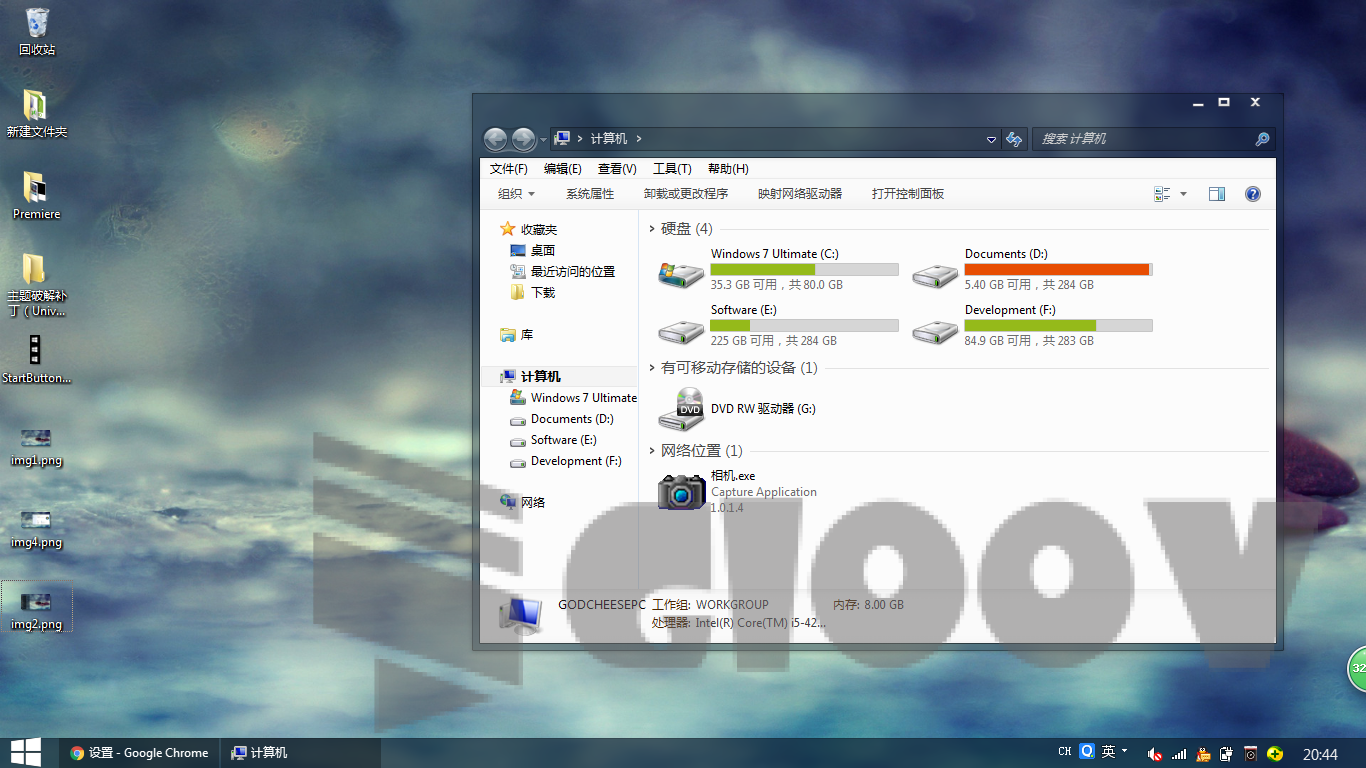 回收站
新建文件夹
Premiere
主题破解补
丁（Univ...
StartButton...
img1.png
img4.png
img2.png
计算机
搜索 计算机
文件(F) 编辑(E) 查看(V) 工具(T) 帮助(H)
组织 系统属性 卸载或更改程序 映射网络驱动器 打开控制面板
收藏夹
桌面
最近访问的位置
下载
库
计算机
Windows 7 Ultimate
Documents (D:)
Software (E:)
Development (F:)
网络
硬盘 (4)
Windows 7 Ultimate (C:)
35.3 GB 可用，共 80.0 GB
Documents (D:)
5.40 GB 可用，共 284 GB
Software (E:)
225 GB 可用，共 284 GB
Development (F:)
84.9 GB 可用，共 283 GB
有可移动存储的设备 (1)
DVD
DVD RW 驱动器 (G:)
网络位置 (1)
相机.exe
Capture Application
1.0.1.4
GODCHEESEPC 工作组: WORKGROUP 内存: 8.00 GB
处理器: Intel(R) Core(TM) i5-42...
32
设置 - Google Chrome
计算机
CH
英
20:44